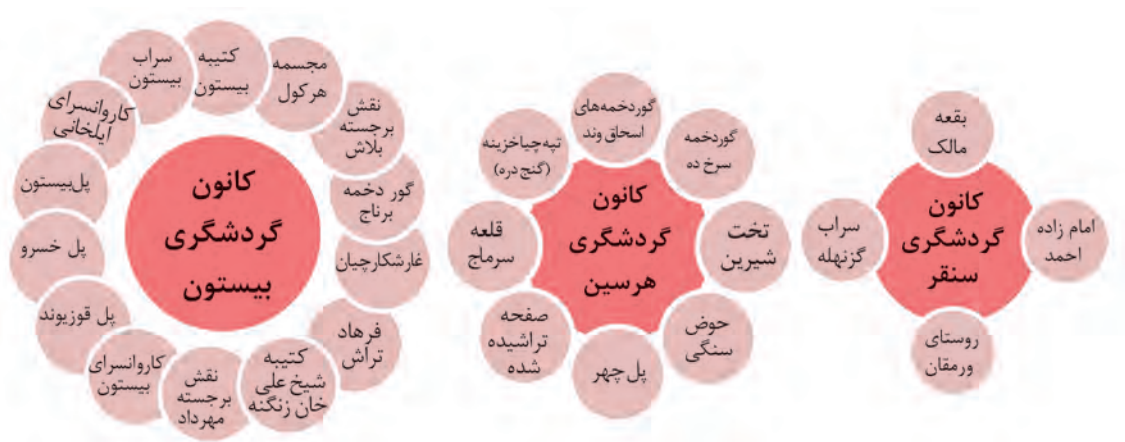 کانون
گردشگری
سنقر
بقعه
مالک
امام زاده
احمد
روستای
ورمقان
سراب
گزنهله
کانون
گردشگری
هرسین
گوردخمه‌های
اسحاق وند
گوردخمه
سرخ ده
تخت
شیرین
حوض
سنگی
پل چهر
صفحه
تراشیده
شده
قلعه
سرماج
تپه‌چیاخزینه
(گنج دره)
کانون
گردشگری
بیستون
کتیبه
بیستون
مجسمه
هرکول
نقش
برجسته
بلاش
گور دخمه
برناج
غارشکارچیان
فرهاد
تراش
کتیبه
شیخ علی
خان زنگنه
نقش
برجسته
مهرداد
کاروانسرای
بیستون
پل قوزیوند
پل خسرو
پل‌بیستون
کاروانسرای
ایلخانی
سراب
بیستون